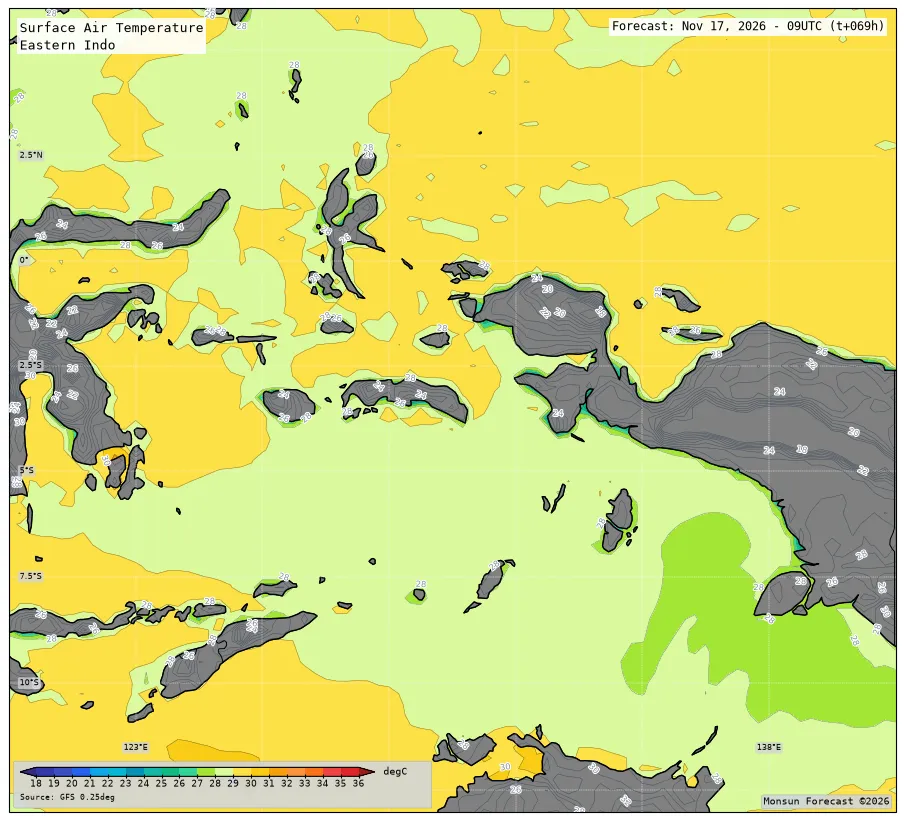 Surface Air Temperature
Eastern Indo
Forecast: Nov 17, 2026 - 09UTC (t+069h)
2.5°N
0°
2.5°S
5°S
7.5°S
10°S
123°E
138°E
18 19 20 21 22 23 24 25 26 27 28 29 30 31 32 33 34 35 36
degC
Source: GFS 0.25deg
Monsun Forecast ©2026